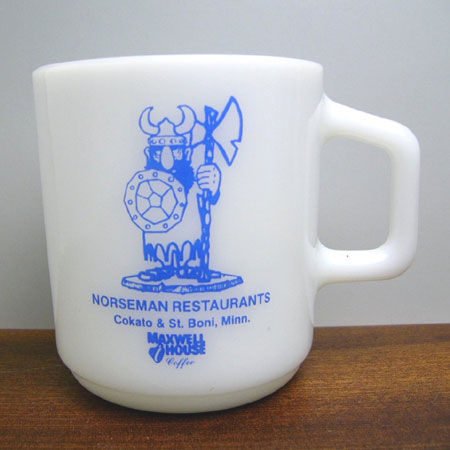 NORSEMAN RESTAURANTS
Cokato & St. Boni, Minn.
MAXWELL
HOUSE
Coffee